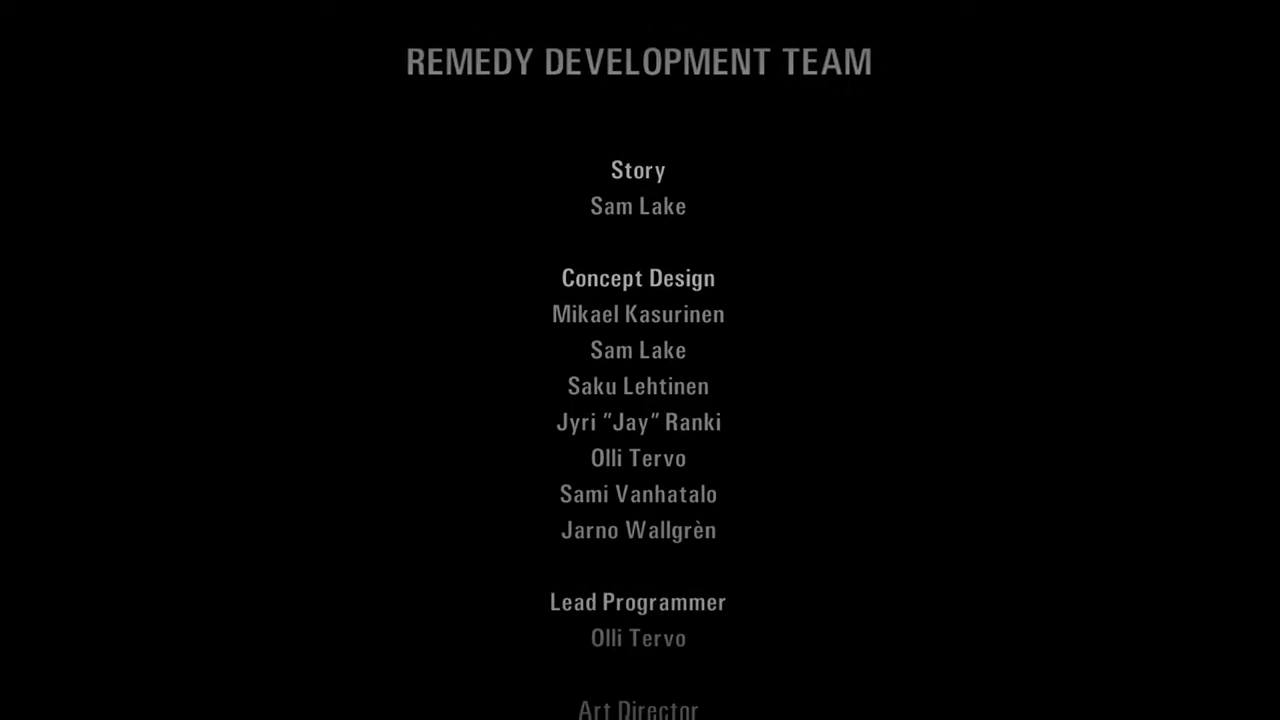 REMEDY DEVELOPMENT TEAM
Story
Sam Lake
Concept Design
Mikael Kasurinen
Sam Lake
Saku Lehtinen
Jyri "Jay" Ranki
Olli Tervo
Sami Vanhatalo
Jarno Wallgrèn
Lead Programmer
Olli Tervo
Art Director